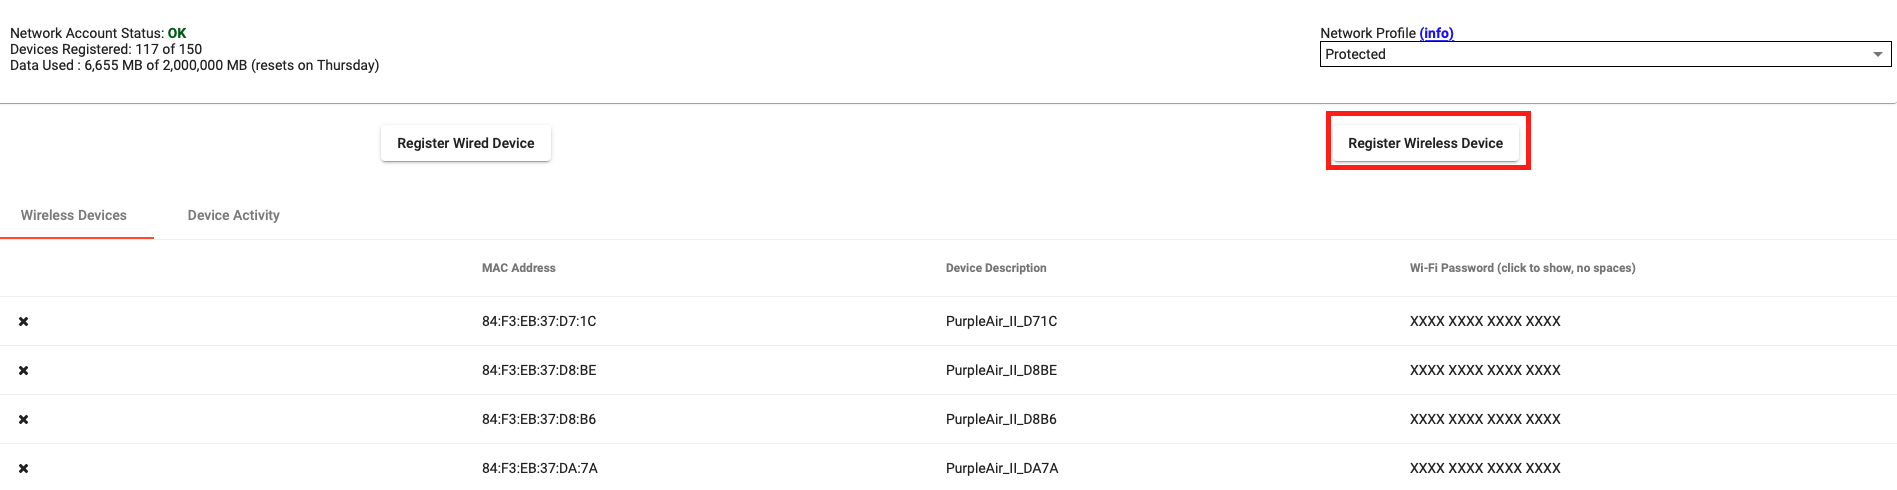 Network Account Status: OK
Devices Registered: 117 of 150
Data Used : 6,655 MB of 2,000,000 MB (resets on Thursday)
Network Profile (info)
Protected
Register Wired Device
Register Wireless Device
Wireless Devices Device Activity
MAC Address Device Description Wi-Fi Password (click to show, no spaces)
84:F3:EB:37:D7:1C PurpleAir_II_D71C XXXX XXXX XXXX XXXX
84:F3:EB:37:D8:BE PurpleAir_II_D8BE XXXX XXXX XXXX XXXX
84:F3:EB:37:D8:B6 PurpleAir_II_D8B6 XXXX XXXX XXXX XXXX
84:F3:EB:37:DA:7A PurpleAir_II_DA7A XXXX XXXX XXXX XXXX